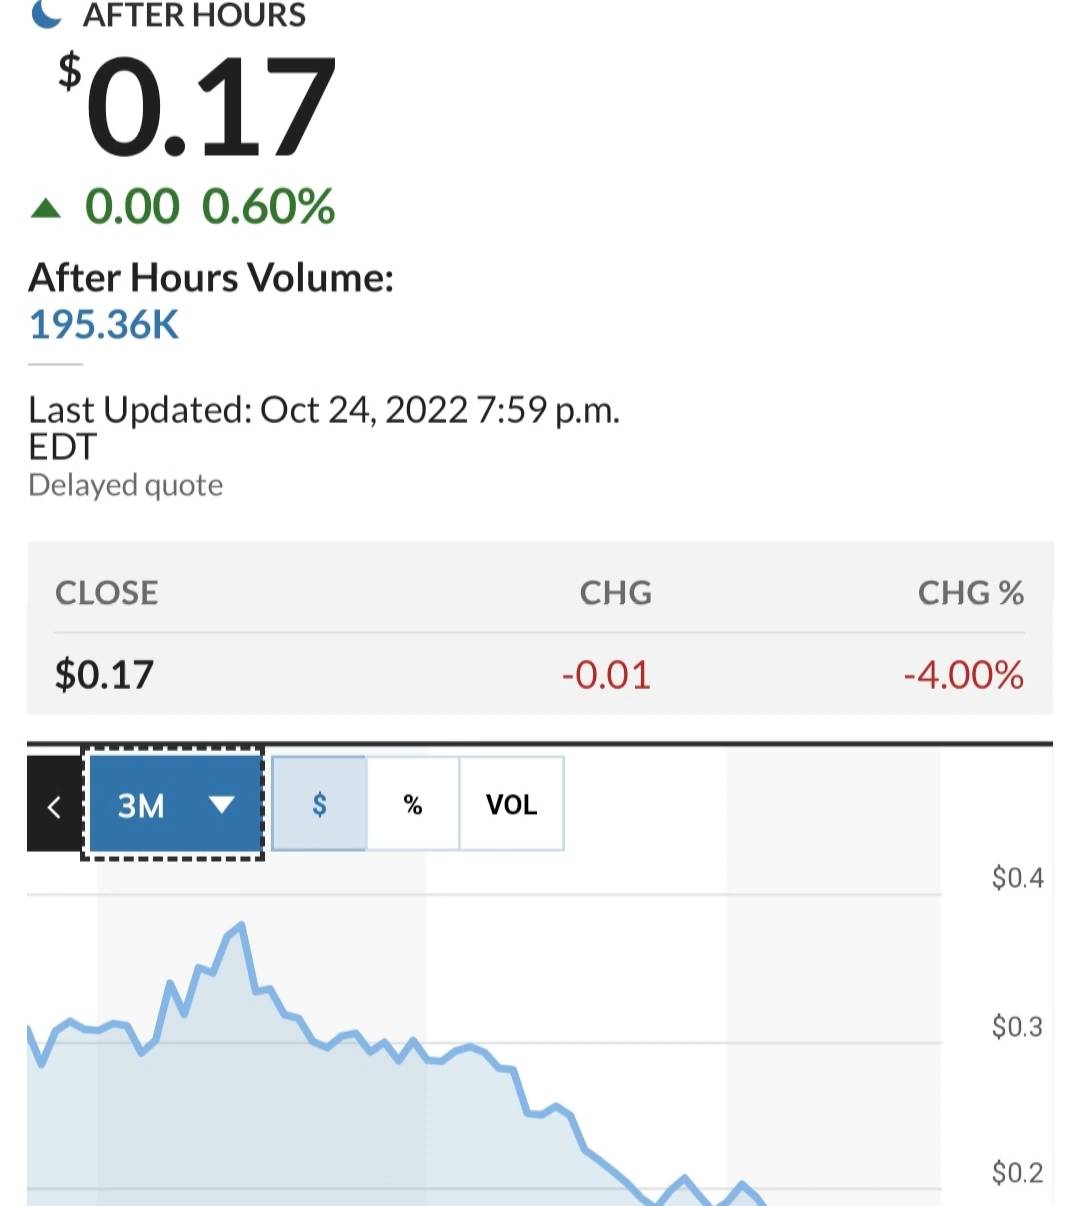 AFTER HOURS
$0.17
0.00 0.60%
After Hours Volume:
195.36K
Last Updated: Oct 24, 2022 7:59 p.m.
EDT
Delayed quote
CLOSE CHG CHG %
$0.17 -0.01 -4.00%
3M $ % VOL
$0.4
$0.3
$0.2